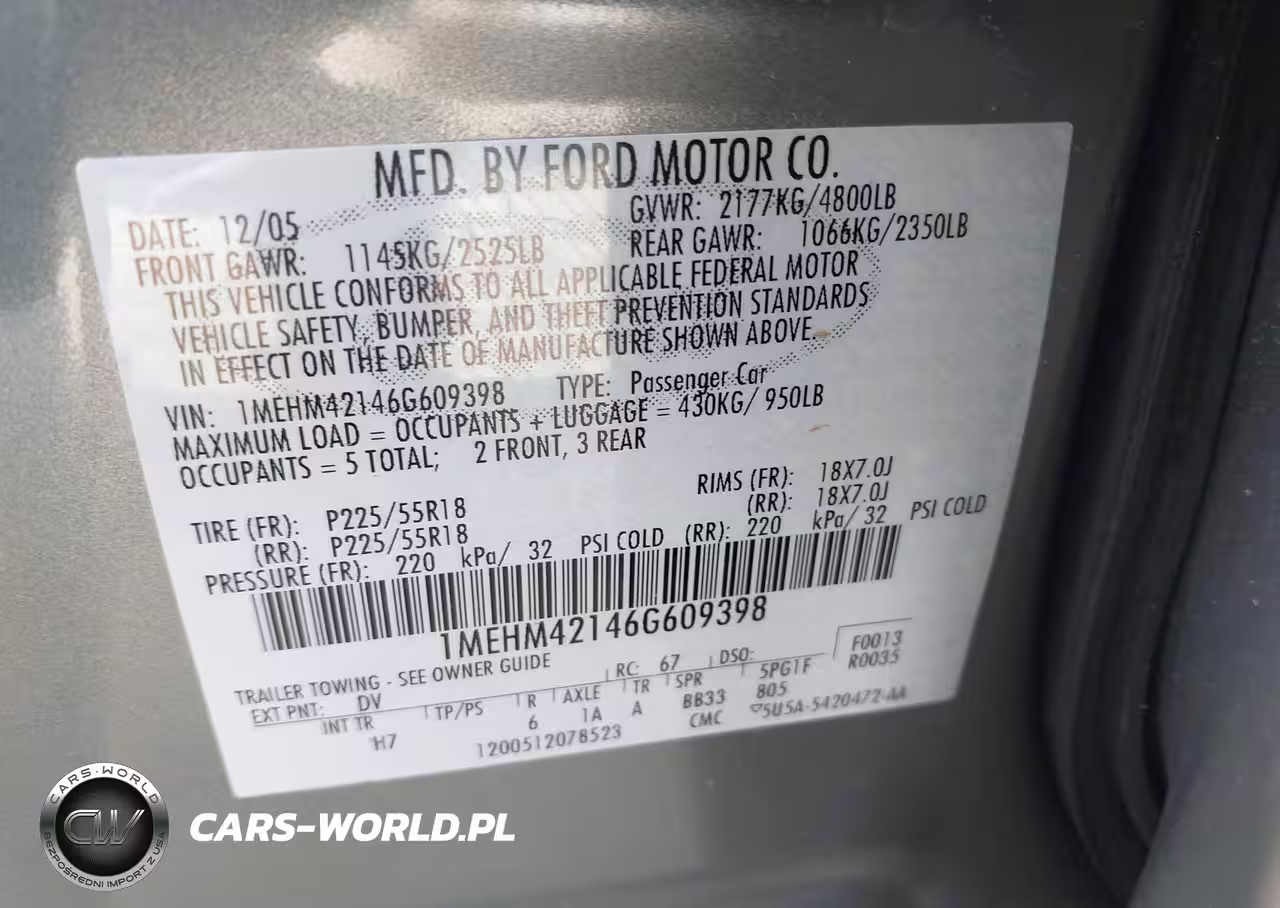 MFD. BY FORD MOTOR CO.
DATE: 12/05 GVWR: 2177KG/4800LB
FRONT GAWR: 1145KG/2525LB REAR GAWR: 1066KG/2350LB
THIS VEHICLE CONFORMS TO ALL APPLICABLE FEDERAL MOTOR
VEHICLE SAFETY, BUMPER, AND THEFT PREVENTION STANDARDS
IN EFFECT ON THE DATE OF MANUFACTURE SHOWN ABOVE.
VIN: 1MEHM42146G609398 TYPE: Passenger Car
MAXIMUM LOAD = OCCUPANTS + LUGGAGE = 430KG/ 950LB
OCCUPANTS = 5 TOTAL; 2 FRONT, 3 REAR
TIRE (FR): P225/55R18 RIMS (FR): 18X7.0J
(RR): P225/55R18 (RR): 18X7.0J
PRESSURE (FR): 220 kPa/ 32 PSI COLD (RR): 220 kPa/ 32 PSI COLD
1MEHM42146G609398
TRAILER TOWING - SEE OWNER GUIDE RC: 67 DSO: F0013
EXT PNT: DV 5PG1F R0035
INT TR TP/PS R AXLE TR SPR 805
H7 6 1A A BB33 5U5A-5420472-AA
1200512078523 CMC
CARS-WORLD
CW
BEZPOŚREDNI IMPORT Z USA
CARS-WORLD.PL